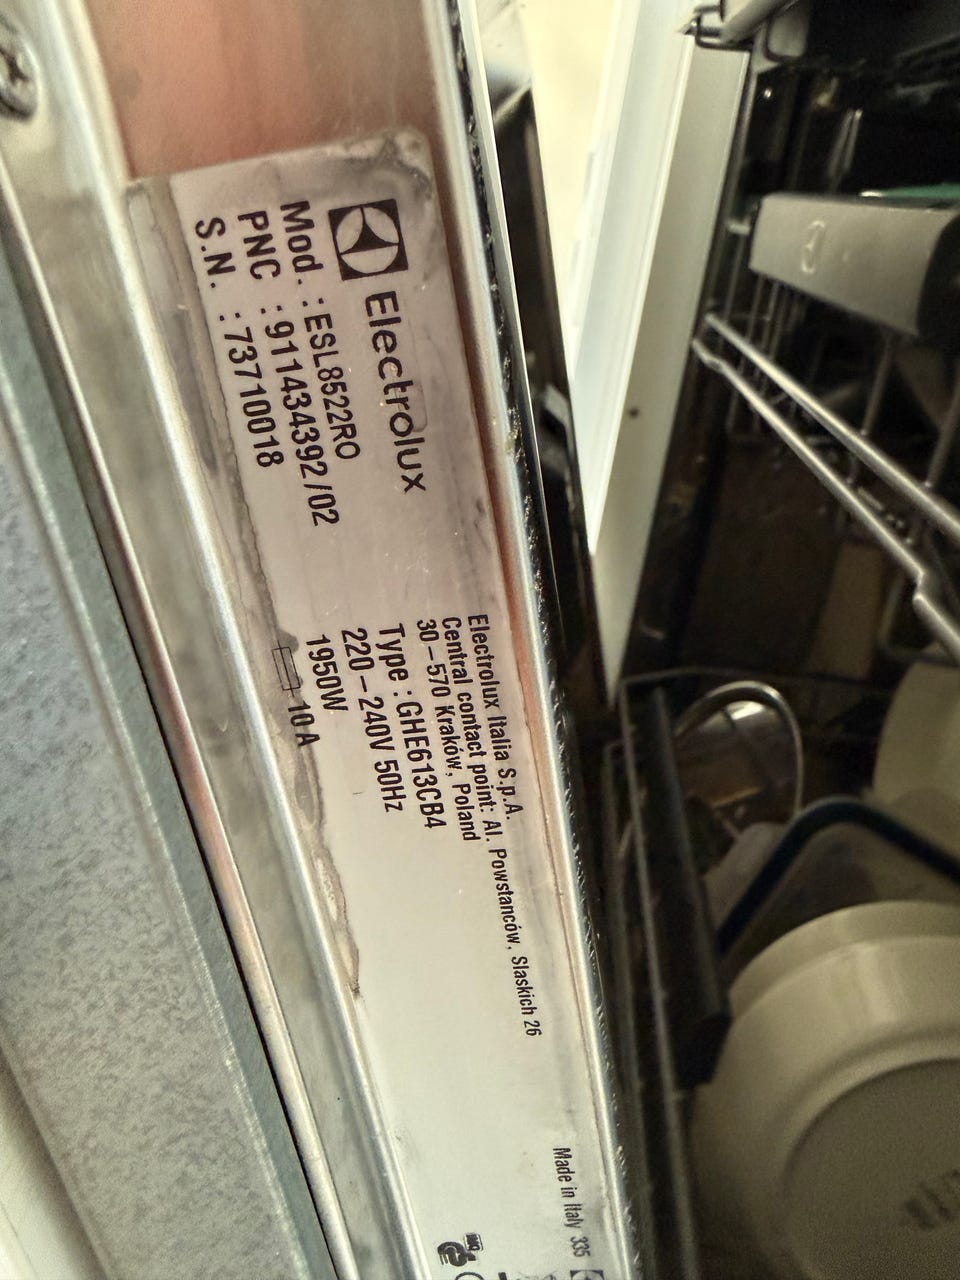 Electrolux
Mod. : ESL8522RO
PNC : 911434392/02
S.N. : 73710018
Electrolux Italia S.p.A.
Central contact point: Al. Powstanców, Slaskich 26
30-570 Kraków, Poland
Type : GHE613CB4
220-240V 50Hz
1950W
10 A
Made in Italy 335